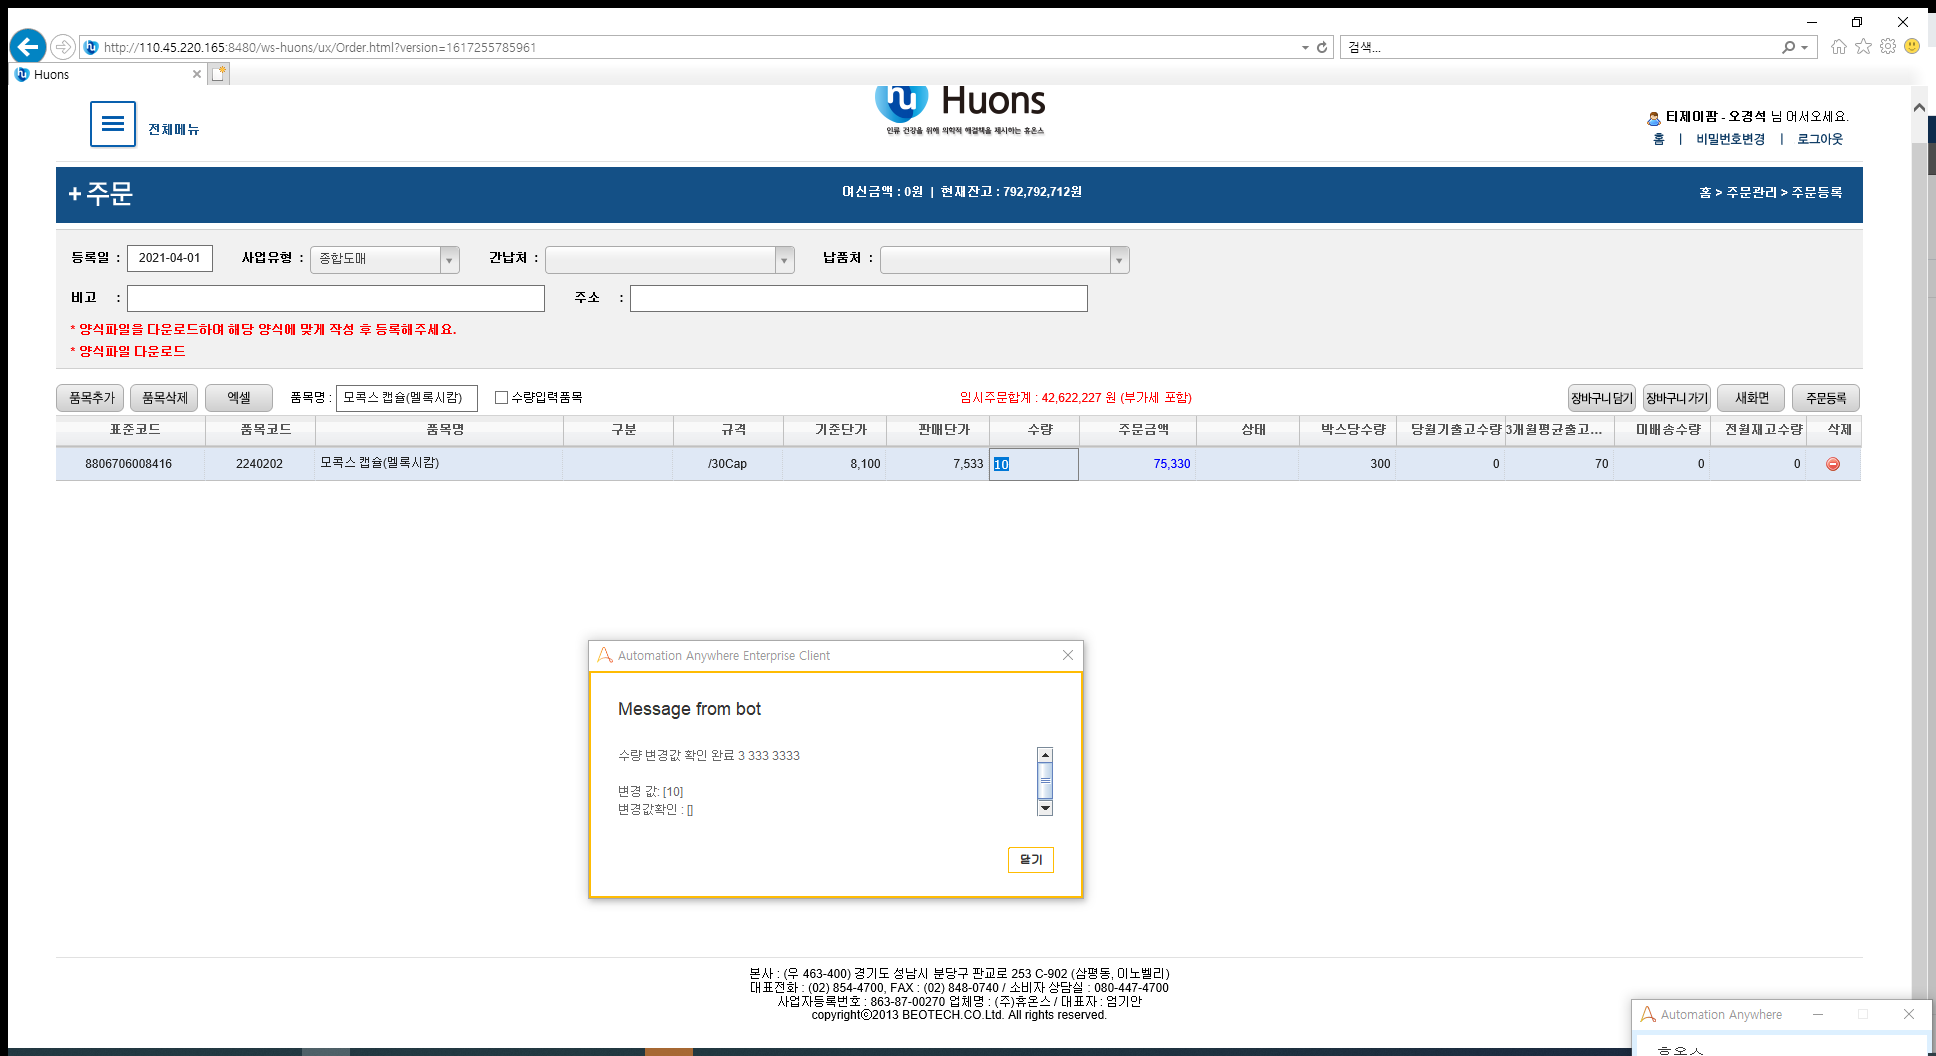 http://110.45.220.165:8480/ws-huons/ux/Order.html?version=1617255785961
검색...
Huons
전체메뉴
hu Huons
인류 건강을 위해 의학적 해결책을 제시하는 휴온스
티제이팜 - 오경석 님 어서오세요.
홈 | 비밀번호변경 | 로그아웃
+ 주문
여신금액 : 0원 | 현재잔고 : 792,792,712원
홈 > 주문관리 > 주문등록
등록일 : 2021-04-01 사업유형 : 종합도매 간납처 : 납품처 :
비고 : 주소 :
* 양식파일을 다운로드하여 해당 양식에 맞게 작성 후 등록해주세요.
* 양식파일 다운로드
품목추가 품목삭제 엑셀 품목명 : 모콕스 캡슐(멜록시캄) 수량입력품목 임시주문합계 : 42,622,227 원 (부가세 포함) 장바구니 담기 장바구니 가기 새화면 주문등록
표준코드 품목코드 품목명 구분 규격 기준단가 판매단가 수량 주문금액 상태 박스당수량 당월기출고수량 3개월평균출고... 미배송수량 전월재고수량 삭제
8806706008416 2240202 모콕스 캡슐(멜록시캄) /30Cap 8,100 7,533 10 75,330 300 0 70 0 0
Automation Anywhere Enterprise Client
Message from bot
수량 변경값 확인 완료 3 333 3333
변경 값: [10]
변경값확인 : []
닫기
본사 : (우 463-400) 경기도 성남시 분당구 판교로 253 C-902 (삼평동, 이노벨리)
대표전화 : (02) 854-4700, FAX : (02) 848-0740 / 소비자 상담실 : 080-447-4700
사업자등록번호 : 863-87-00270 업체명 : (주)휴온스 / 대표자 : 엄기안
copyrightⓒ2013 BEOTECH.CO.Ltd. All rights reserved.
Automation Anywhere
휴온스